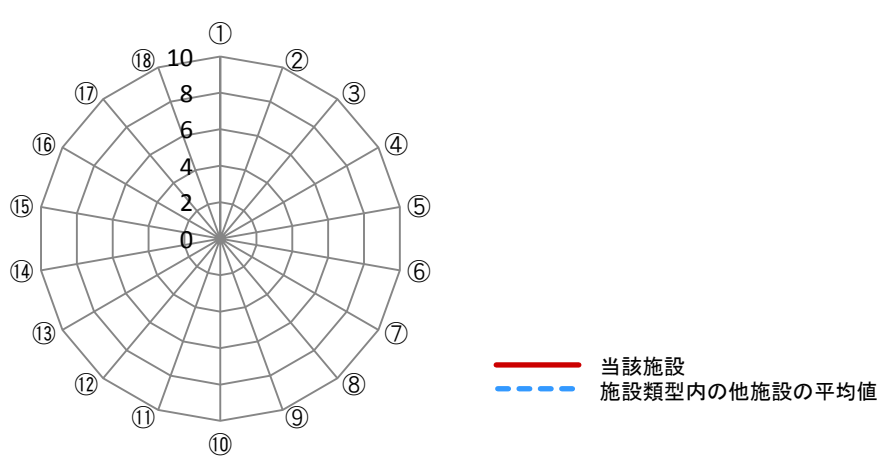 ①
⑱ 10 ②
⑰ 8 ③
6
⑯ 4 ④
2
⑮ ⑤
0
⑭ ⑥
⑬ ⑦
⑫ ⑧
⑪ ⑨
⑩
当該施設
施設類型内の他施設の平均値